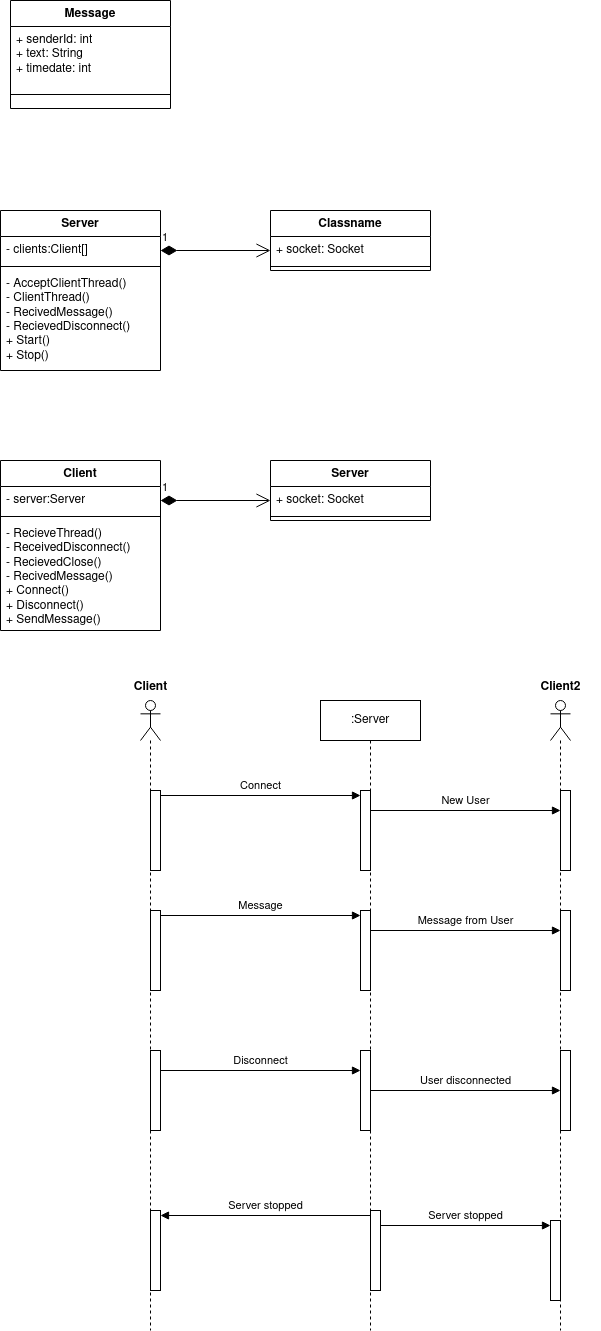 Message
+ senderId: int
+ text: String
+ timedate: int
Server
- clients:Client[]
- AcceptClientThread()
- ClientThread()
- RecivedMessage()
- RecievedDisconnect()
+ Start()
+ Stop()
1
Classname
+ socket: Socket
Client
- server:Server
- RecieveThread()
- ReceivedDisconnect()
- RecievedClose()
- RecivedMessage()
+ Connect()
+ Disconnect()
+ SendMessage()
1
Server
+ socket: Socket
Client
:Server
Client2
Connect
New User
Message
Message from User
Disconnect
User disconnected
Server stopped
Server stopped